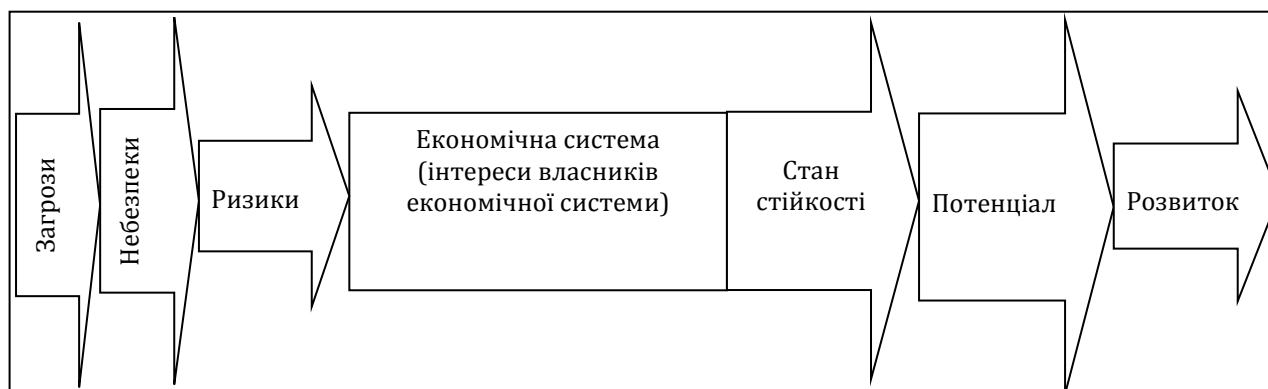 Загрози
Небезпеки
Ризики
Економічна система
(інтереси власників
економічної системи)
Стан
стійкості
Потенціал
Розвиток